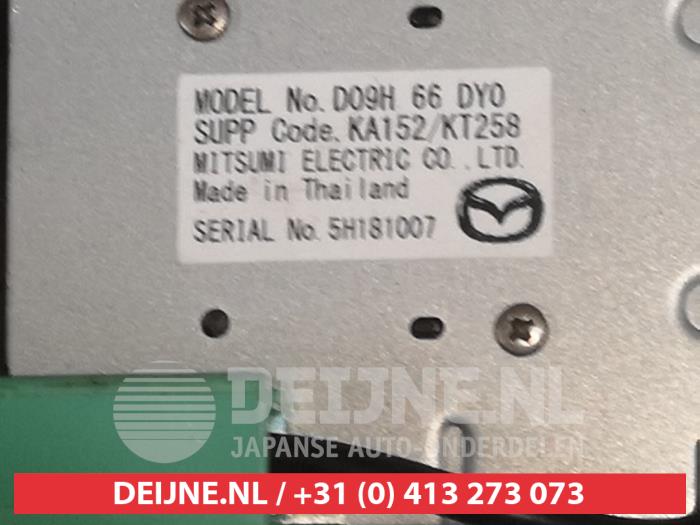 MODEL No. D09H 66 DY0
SUPP Code. KA152/KT258
MITSUMI ELECTRIC CO., LTD.
Made in Thailand
SERIAL No. 5H181007
DEIJNE.NL
JAPANSE AUTO-ONDERDELEN
DEIJNE.NL / +31 (0) 413 273 073